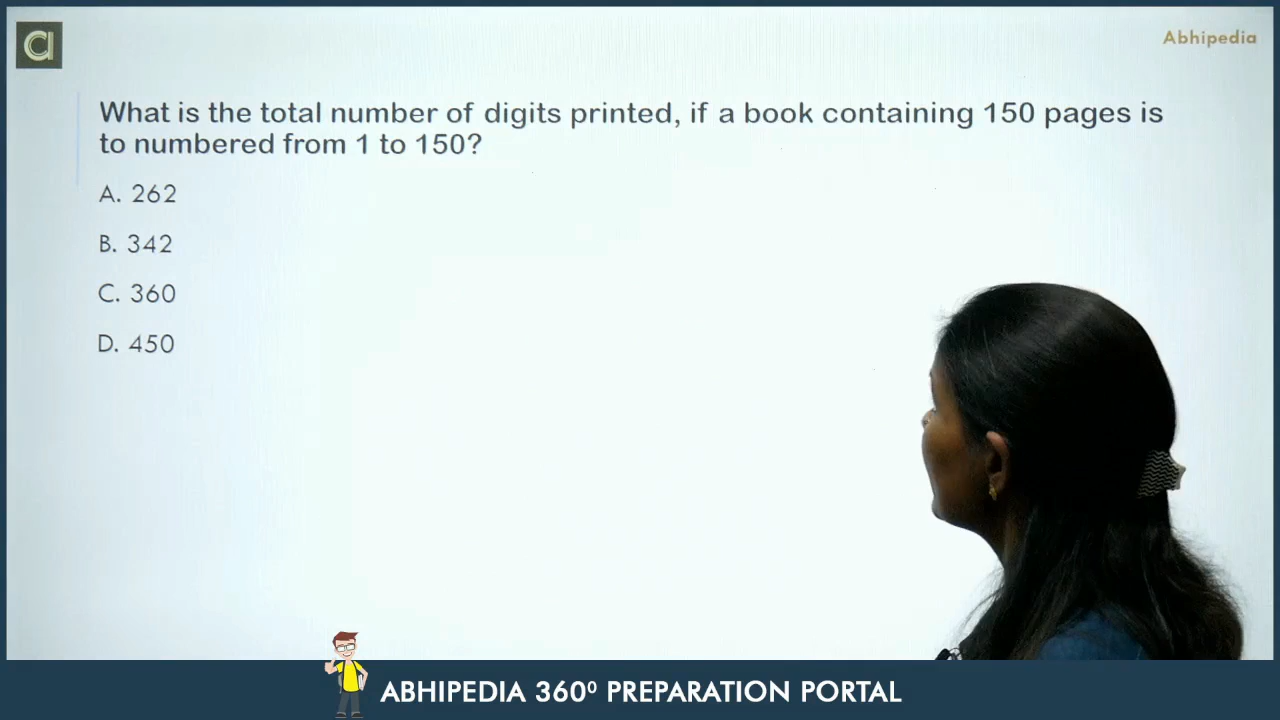 Abhipedia
What is the total number of digits printed, if a book containing 150 pages is
to numbered from 1 to 150?
A. 262
B. 342
C. 360
D. 450
ABHIPEDIA 360⁰ PREPARATION PORTAL